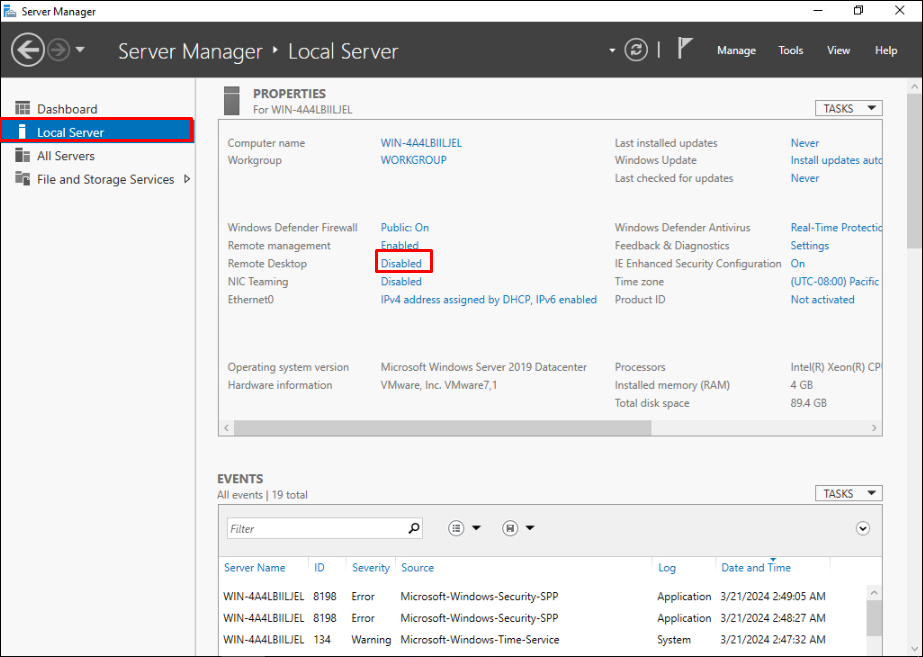 Server Manager
Server Manager Local Server
Manage Tools View Help
Dashboard
Local Server
All Servers
File and Storage Services
PROPERTIES
For WIN-4A4LBIILJEL
TASKS
Computer name WIN-4A4LBIILJEL Last installed updates Never
Workgroup WORKGROUP Windows Update Install updates auto
Last checked for updates Never
Windows Defender Firewall Public: On Windows Defender Antivirus Real-Time Protectio
Remote management Enabled Feedback & Diagnostics Settings
Remote Desktop Disabled IE Enhanced Security Configuration On
NIC Teaming Disabled Time zone (UTC-08:00) Pacific
Ethernet0 IPv4 address assigned by DHCP, IPv6 enabled Product ID Not activated
Operating system version Microsoft Windows Server 2019 Datacenter Processors Intel(R) Xeon(R) CP
Hardware information VMware, Inc. VMware7,1 Installed memory (RAM) 4 GB
Total disk space 89.4 GB
EVENTS
All events | 19 total
TASKS
Filter
Server Name ID Severity Source Log Date and Time
WIN-4A4LBIILJEL 8198 Error Microsoft-Windows-Security-SPP Application 3/21/2024 2:49:05 AM
WIN-4A4LBIILJEL 8198 Error Microsoft-Windows-Security-SPP Application 3/21/2024 2:48:27 AM
WIN-4A4LBIILJEL 134 Warning Microsoft-Windows-Time-Service System 3/21/2024 2:47:32 AM